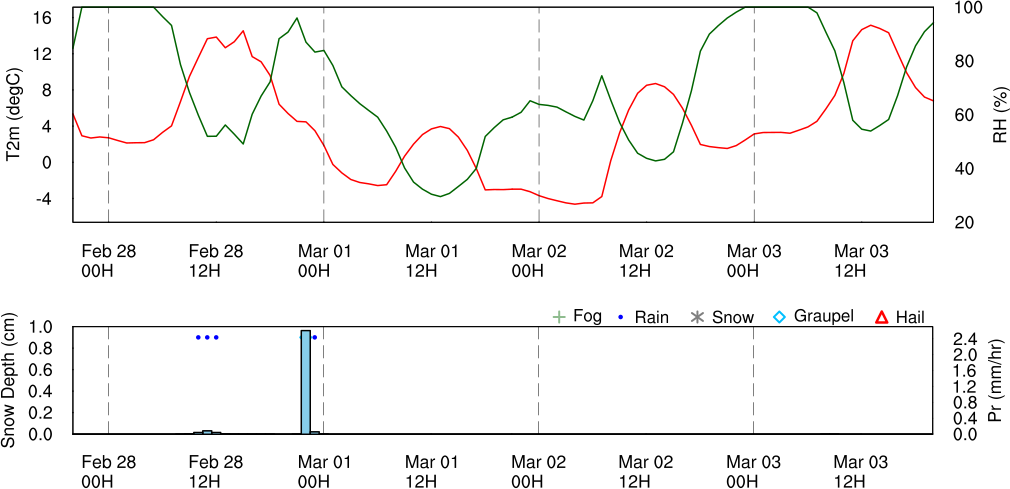 T2m (degC)
16
12
8
4
0
-4
100
80
60
40
20
RH (%)
Feb 28 00H
Feb 28 12H
Mar 01 00H
Mar 01 12H
Mar 02 00H
Mar 02 12H
Mar 03 00H
Mar 03 12H
Fog Rain Snow Graupel Hail
Snow Depth (cm)
1.0
0.8
0.6
0.4
0.2
0.0
2.4
2.0
1.6
1.2
0.8
0.4
0.0
Pr (mm/hr)
Feb 28 00H
Feb 28 12H
Mar 01 00H
Mar 01 12H
Mar 02 00H
Mar 02 12H
Mar 03 00H
Mar 03 12H